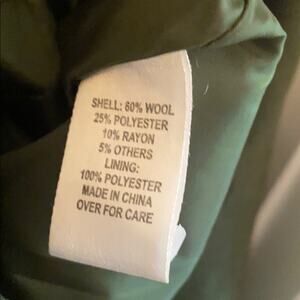 SHELL: 60% WOOL
25% POLYESTER
10% RAYON
5% OTHERS
LINING:
100% POLYESTER
MADE IN CHINA
OVER FOR CARE